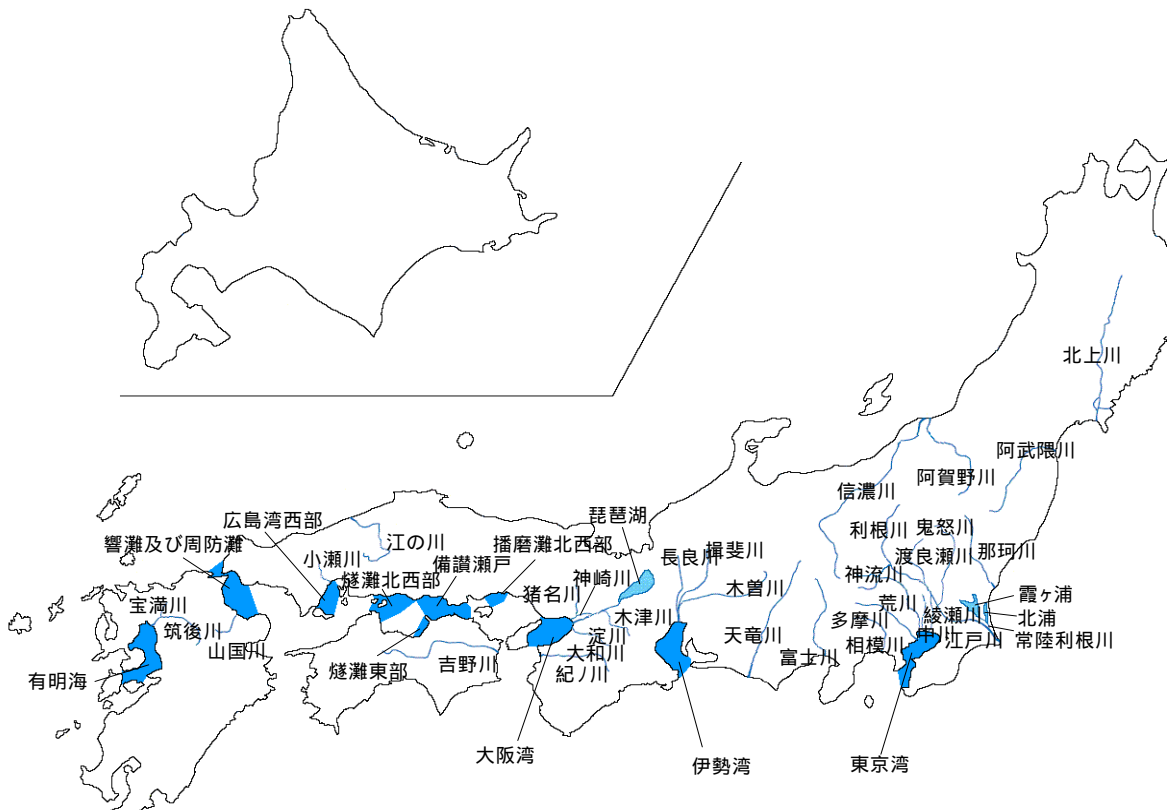 北上川
阿武隈川
阿賀野川
信濃川
琵琶湖
広島湾西部
利根川
鬼怒川
響灘及び周防灘
江の川
播磨灘北西部
長良川
揖斐川
渡良瀬川
那珂川
小瀬川
備讃瀬戸
燧灘北西部
神崎川
神流川
猪名川
木曽川
霞ヶ浦
宝満川
荒川
木津川
綾瀬川
北浦
多摩川
筑後川
淀川
天竜川
中川
江戸川
常陸利根川
山国川
大和川
相模川
富士川
吉野川
燧灘東部
紀ノ川
有明海
大阪湾
伊勢湾
東京湾